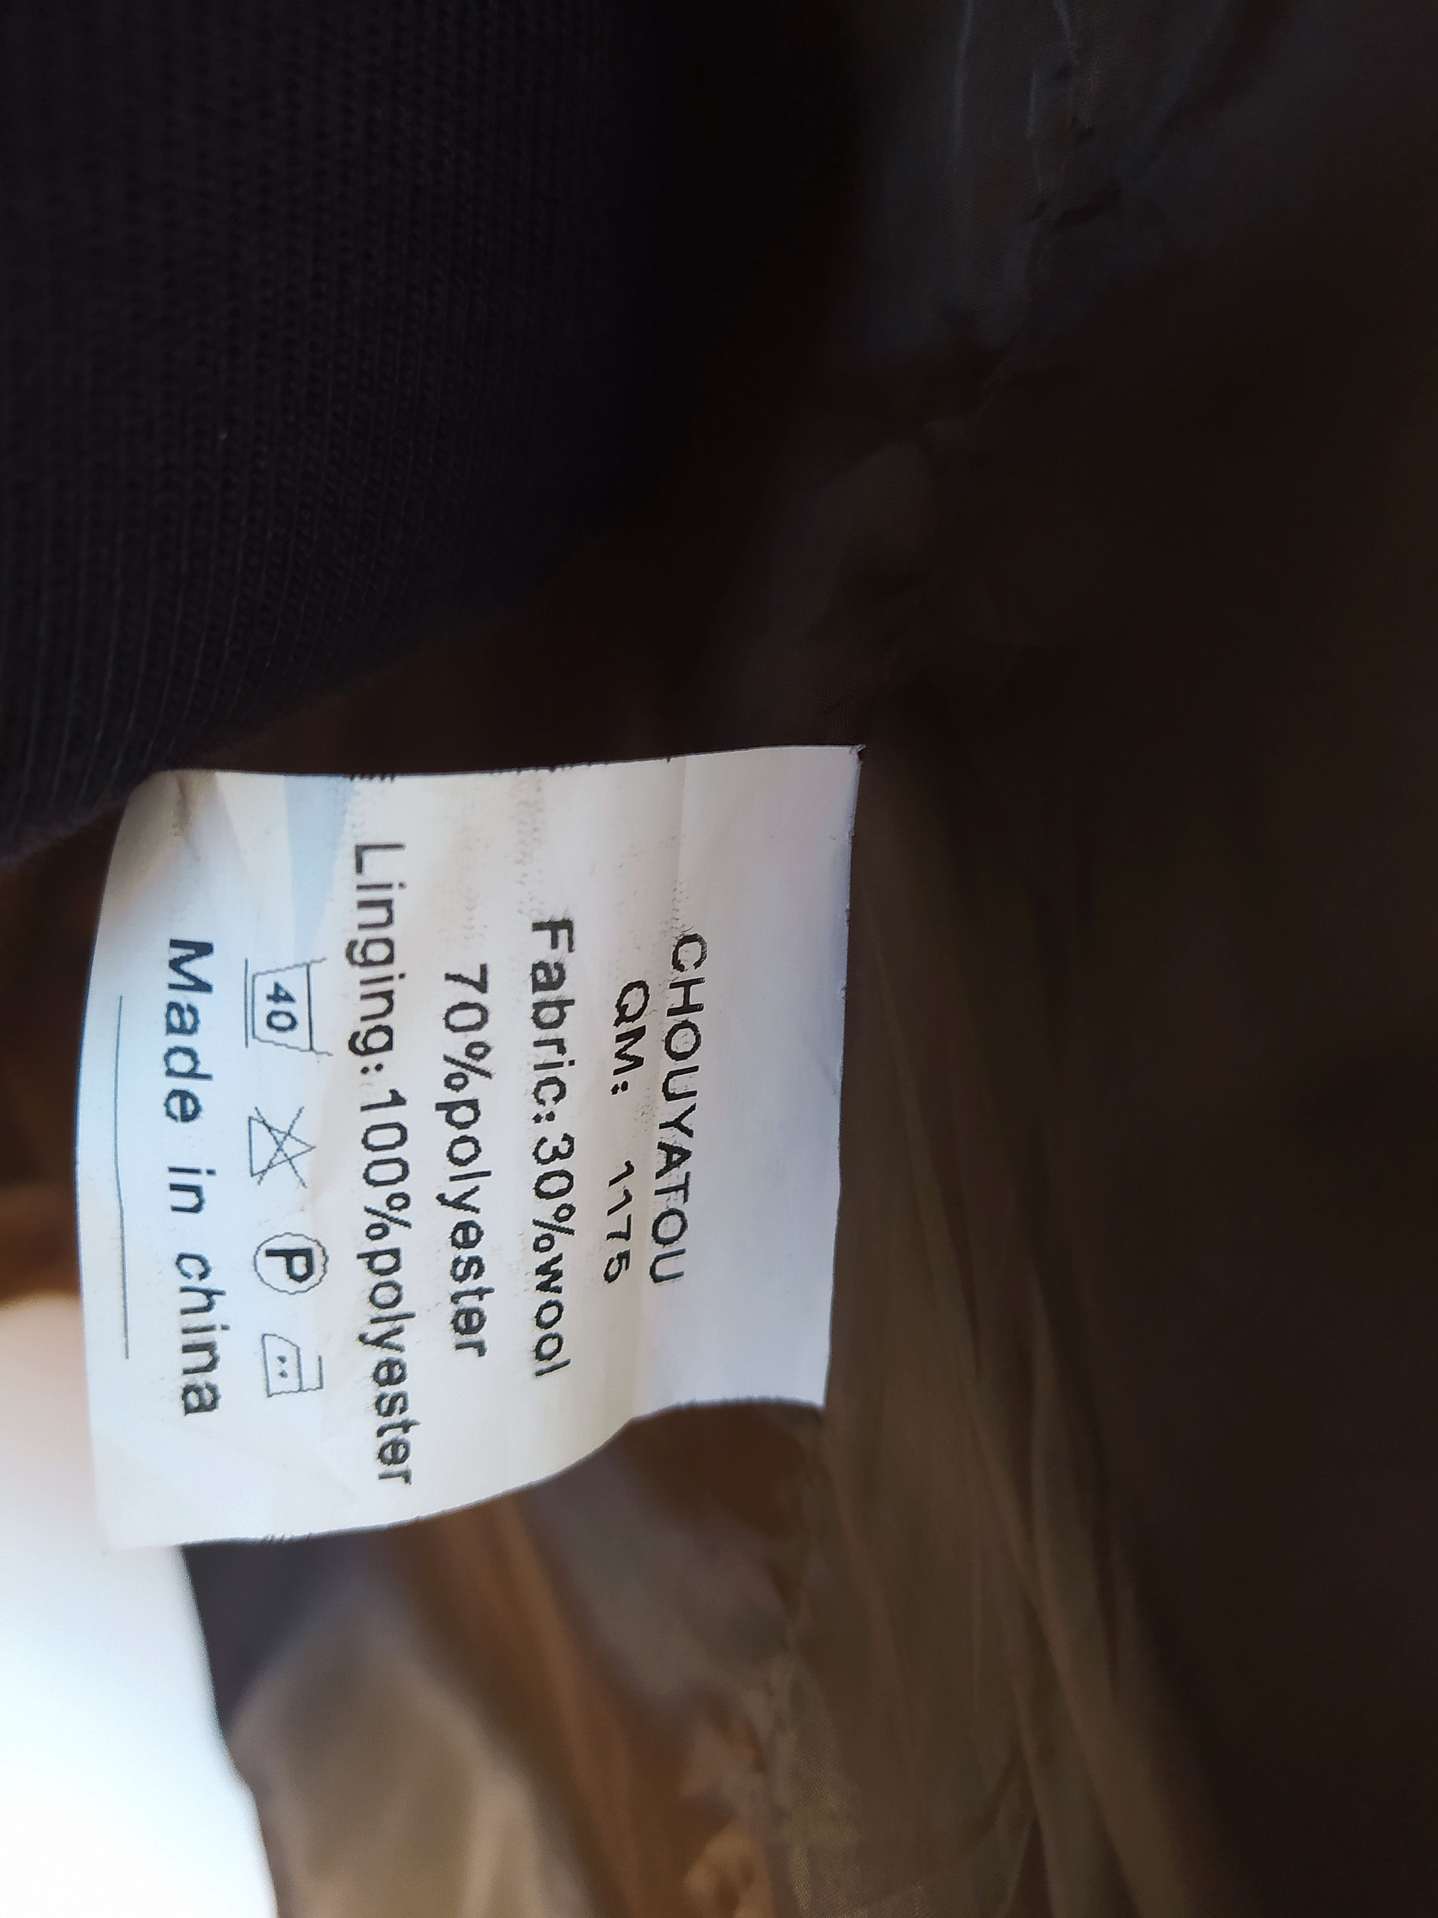 CHOUYATOU
QM: 1175
Fabric:30%wool
70%polyester
Linging:100%polyester
40 P
Made in china